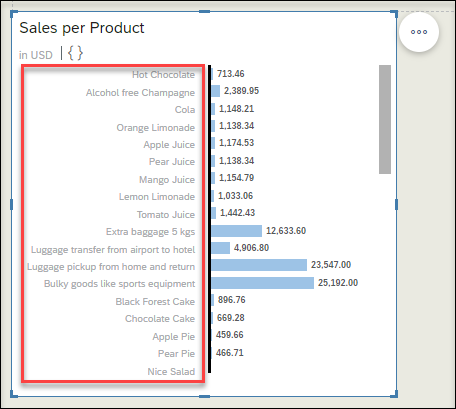 Sales per Product
in USD | { }
Hot Chocolate 713.46
Alcohol free Champagne 2,389.95
Cola 1,148.21
Orange Limonade 1,138.34
Apple Juice 1,174.53
Pear Juice 1,138.34
Mango Juice 1,154.79
Lemon Limonade 1,033.06
Tomato Juice 1,442.43
Extra baggage 5 kgs 12,633.60
Luggage transfer from airport to hotel 4,906.80
Luggage pickup from home and return 23,547.00
Bulky goods like sports equipment 25,192.00
Black Forest Cake 896.76
Chocolate Cake 669.28
Apple Pie 459.66
Pear Pie 466.71
Nice Salad